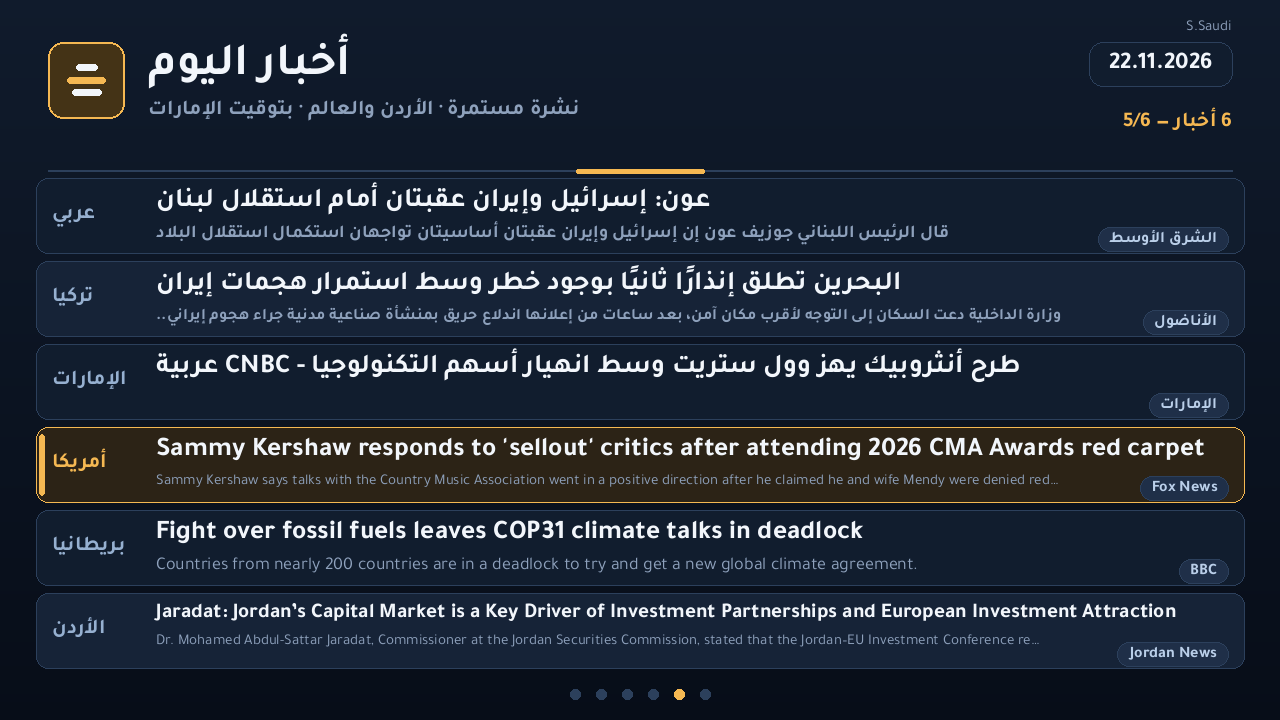 S.Saudi
أخبار اليوم
22.11.2026
نشرة مستمرة · الأردن والعالم · بتوقيت الإمارات
6 أخبار — 5/6
عربي
عون: إسرائيل وإيران عقبتان أمام استقلال لبنان
قال الرئيس اللبناني جوزيف عون إن إسرائيل وإيران عقبتان أساسيتان تواجهان استكمال استقلال البلاد
الشرق الأوسط
تركيا
البحرين تطلق إنذارًا ثانيًا بوجود خطر وسط استمرار هجمات إيران
وزارة الداخلية دعت السكان إلى التوجه لأقرب مكان آمن، بعد ساعات من إعلانها اندلاع حريق بمنشأة صناعية مدنية جراء هجوم إيراني..
الأناضول
الإمارات
طرح أنثروبيك يهز وول ستريت وسط انهيار أسهم التكنولوجيا - CNBC عربية
الإمارات
أمريكا
Sammy Kershaw responds to 'sellout' critics after attending 2026 CMA Awards red carpet
Sammy Kershaw says talks with the Country Music Association went in a positive direction after he claimed he and wife Mendy were denied red…
Fox News
بريطانيا
Fight over fossil fuels leaves COP31 climate talks in deadlock
Countries from nearly 200 countries are in a deadlock to try and get a new global climate agreement.
BBC
الأردن
Jaradat: Jordan’s Capital Market is a Key Driver of Investment Partnerships and European Investment Attraction
Dr. Mohamed Abdul-Sattar Jaradat, Commissioner at the Jordan Securities Commission, stated that the Jordan-EU Investment Conference re…
Jordan News